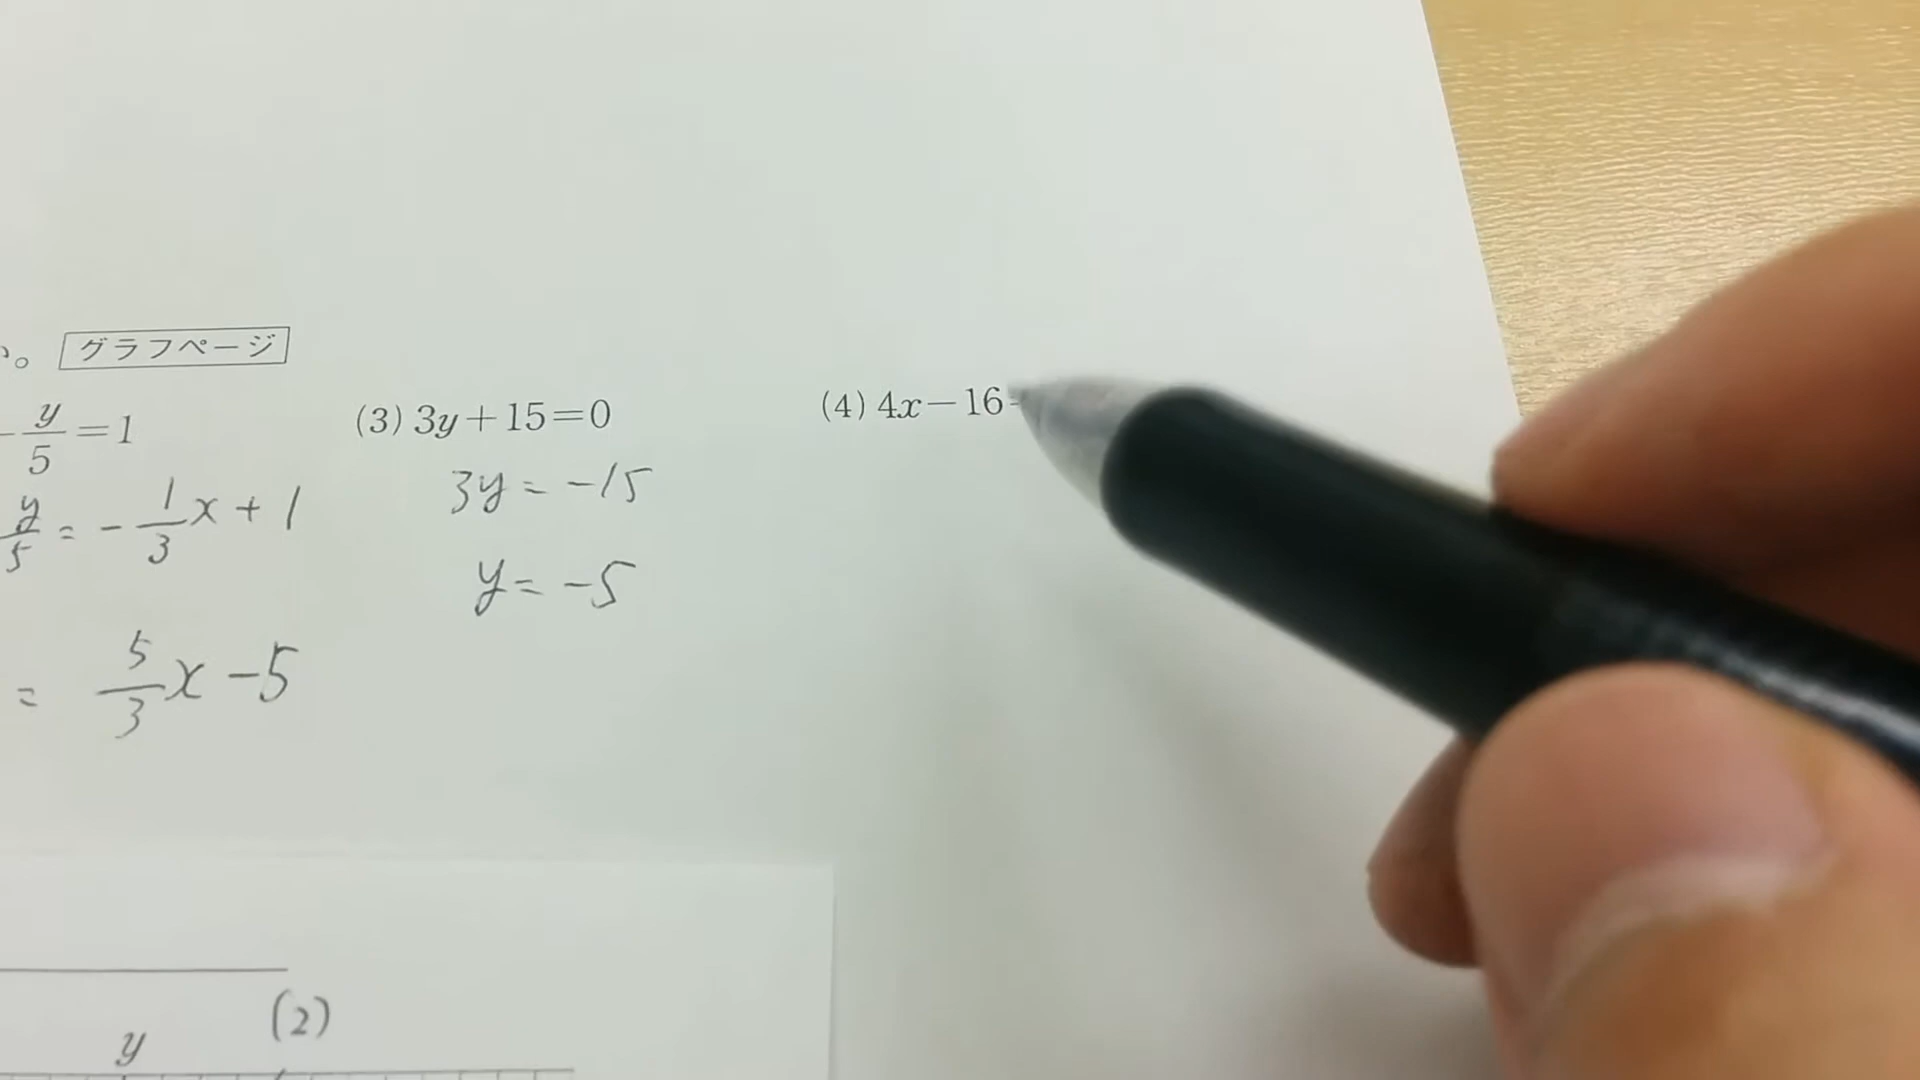 い。 グラフページ
-y/5=1
(3) 3y+15=0
(4) 4x-16=
y/5 = -1/3x+1
3y = -15
y = -5
= 5/3x-5
(2)
y